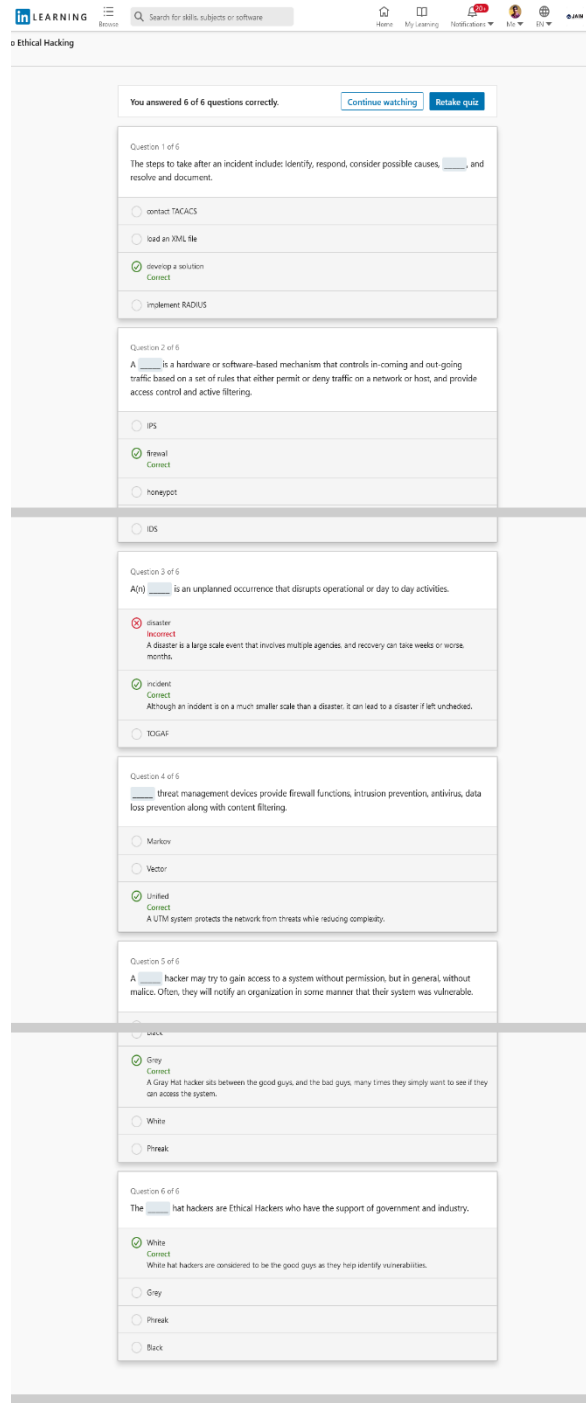 in LEARNING
Browse
Search for skills, subjects or software
Home
My Learning
20+
Notifications
Me
EN
JAIN
o Ethical Hacking
You answered 6 of 6 questions correctly.
Continue watching
Retake quiz
Question 1 of 6
The steps to take after an incident include: Identify, respond, consider possible causes, _____, and
resolve and document.
contact TACACS
load an XML file
develop a solution
Correct
implement RADIUS
Question 2 of 6
A _____ is a hardware or software-based mechanism that controls in-coming and out-going
traffic based on a set of rules that either permit or deny traffic on a network or host, and provide
access control and active filtering.
IPS
firewall
Correct
honeypot
IDS
Question 3 of 6
A(n) _____ is an unplanned occurrence that disrupts operational or day to day activities.
disaster
Incorrect
A disaster is a large scale event that involves multiple agencies, and recovery can take weeks or worse,
months.
incident
Correct
Although an indident is on a much smaller scale than a disaster, it can lead to a disaster if left unchecked.
TOGAF
Question 4 of 6
_____ threat management devices provide firewall functions, intrusion prevention, antivirus, data
loss prevention along with content filtering.
Markov
Vector
Unified
Correct
A UTM system protects the network from threats while reducing complexity.
Question 5 of 6
A _____ hacker may try to gain access to a system without permission, but in general, without
malice. Often, they will notify an organization in some manner that their system was vulnerable.
Black
Grey
Correct
A Gray Hat hacker sits between the good guys, and the bad guys, many times they simply want to see if they
can access the system.
White
Phreak
Question 6 of 6
The _____ hat hackers are Ethical Hackers who have the support of government and industry.
White
Correct
White hat hackers are considered to be the good guys as they help identify vulnerabilities.
Grey
Phreak
Black